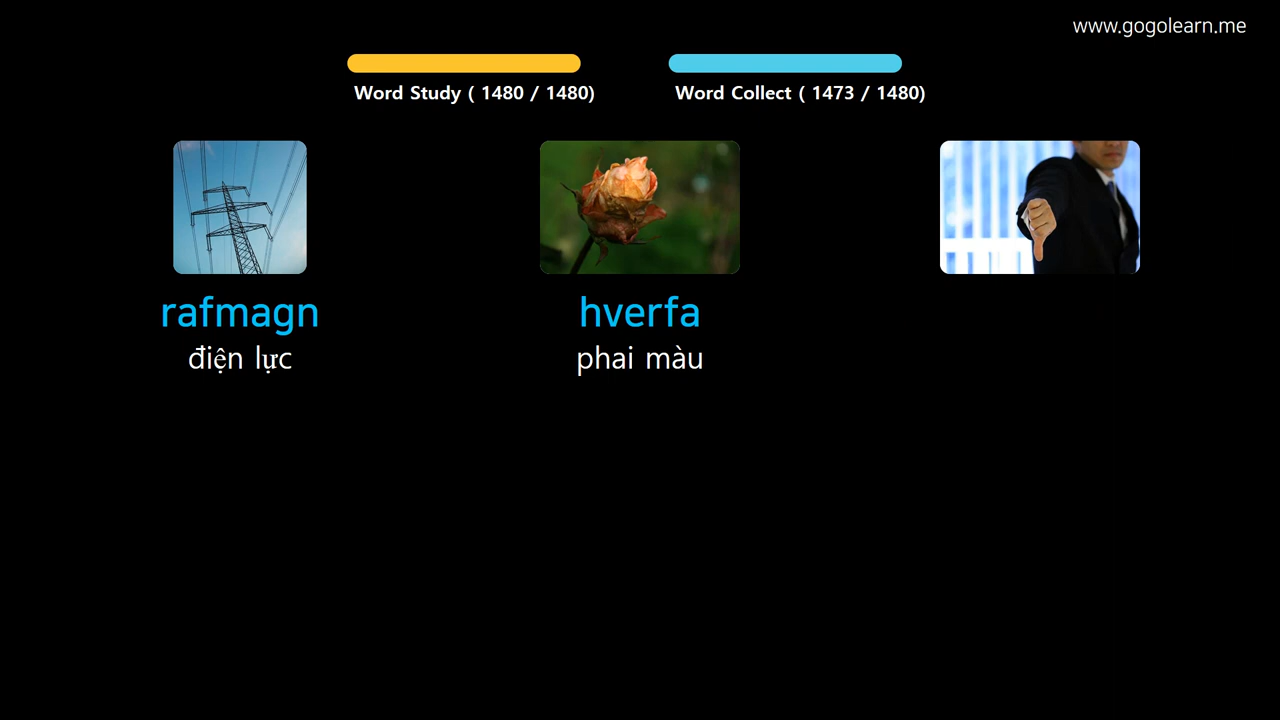 www.gogolearn.me
Word Study ( 1480 / 1480)
Word Collect ( 1473 / 1480)
rafmagn
điện lực
hverfa
phai màu